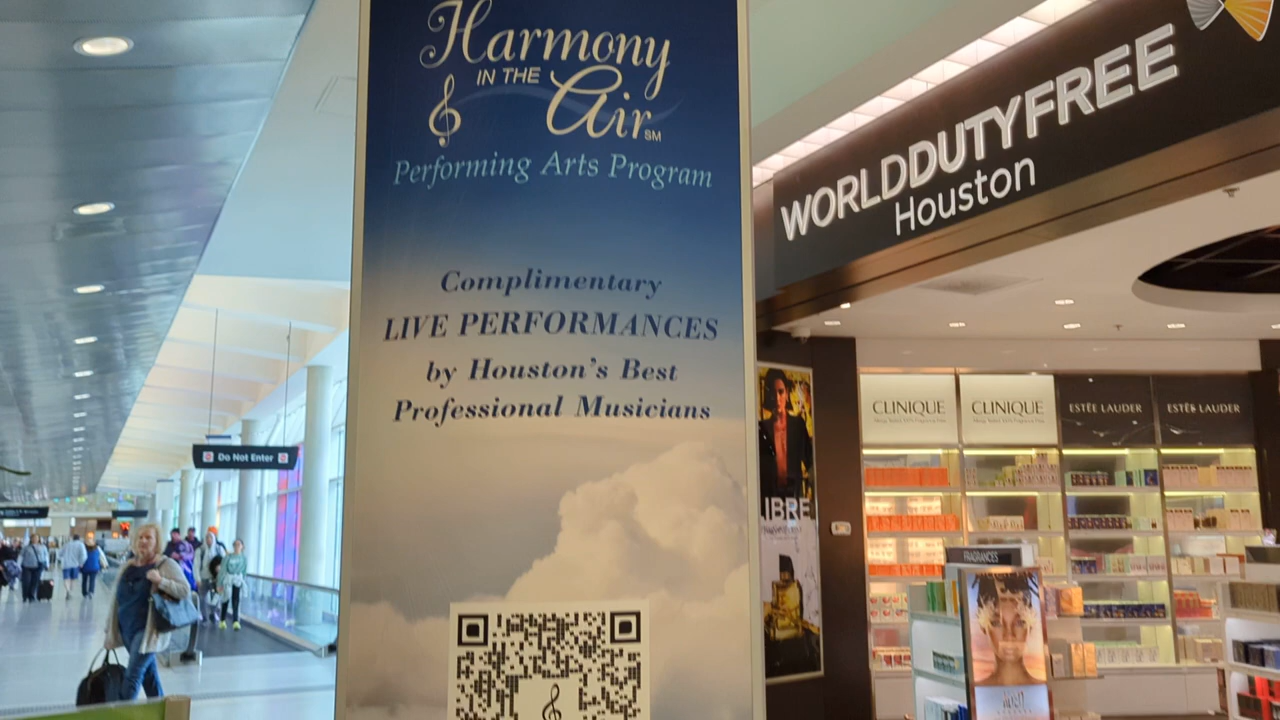 Harmony
IN THE
Air SM
Performing Arts Program
Complimentary
LIVE PERFORMANCES
by Houston's Best
Professional Musicians
WORLDDUTYFREE
Houston
Do Not Enter
CLINIQUE
CLINIQUE
ESTĒE LAUDER
ESTĒE LAUDER
LIBRE
FRAGRANCES